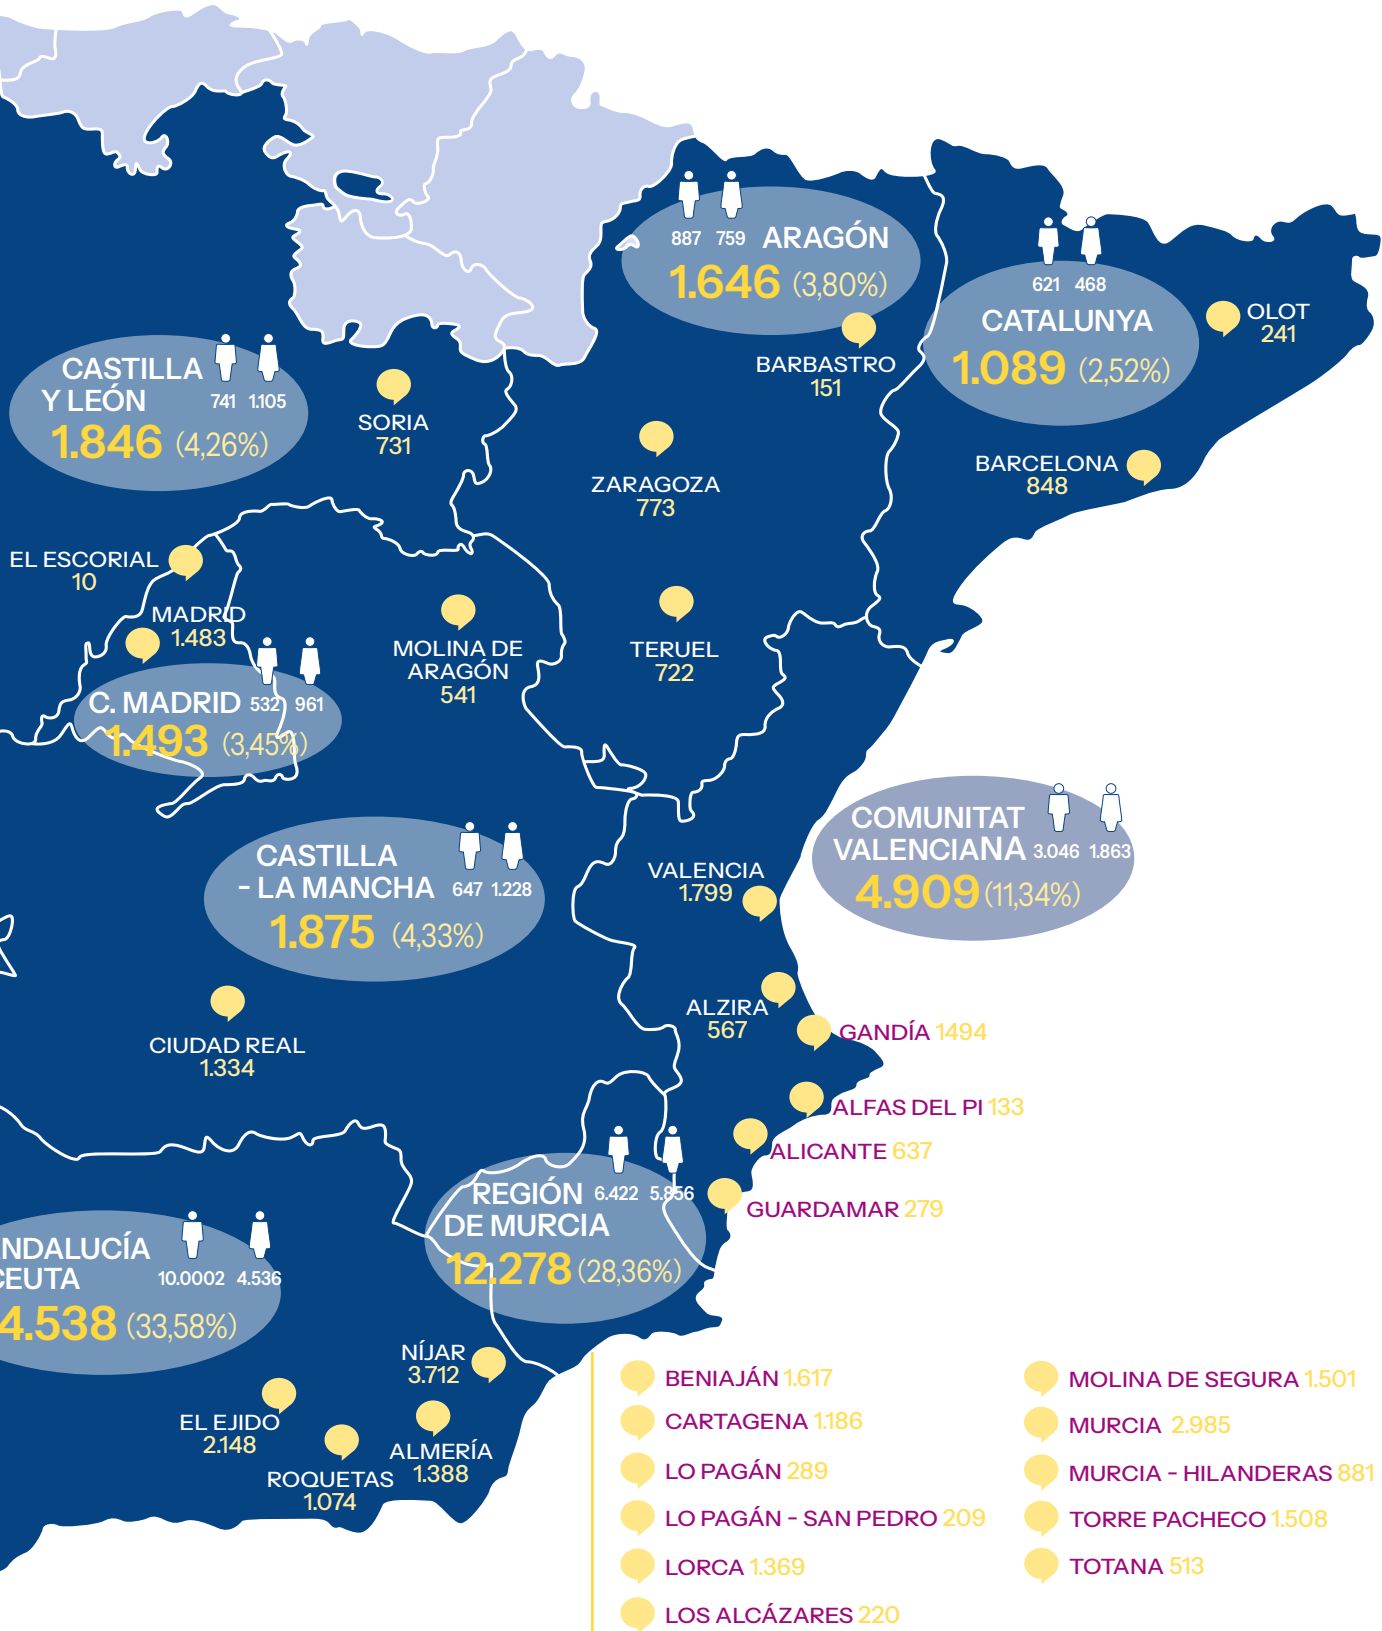 887 759 ARAGÓN
1.646 (3,80%)
621 468
CATALUNYA
1.089 (2,52%)
OLOT
241
BARBASTRO
151
CASTILLA
Y LEÓN 741 1.105
1.846 (4,26%)
SORIA
731
ZARAGOZA
773
BARCELONA
848
EL ESCORIAL
10
MADRID
1.483
C. MADRID 532 961
1.493 (3,45%)
MOLINA DE
ARAGÓN
541
TERUEL
722
COMUNITAT
VALENCIANA 3.046 1.863
4.909 (11,34%)
CASTILLA
- LA MANCHA 647 1.228
1.875 (4,33%)
VALENCIA
1.799
CIUDAD REAL
1.334
ALZIRA
567
GANDÍA 1494
ALFAS DEL PI 133
ALICANTE 637
GUARDAMAR 279
REGIÓN 6.422 5.856
DE MURCIA
12.278 (28,36%)
NDALUCÍA
CEUTA 10.0002 4.536
4.538 (33,58%)
NÍJAR
3.712
EL EJIDO
2.148
ALMERÍA
1.388
ROQUETAS
1.074
BENIAJÁN 1.617
CARTAGENA 1.186
LO PAGÁN 289
LO PAGÁN - SAN PEDRO 209
LORCA 1.369
LOS ALCÁZARES 220
MOLINA DE SEGURA 1.501
MURCIA 2.985
MURCIA - HILANDERAS 881
TORRE PACHECO 1.508
TOTANA 513